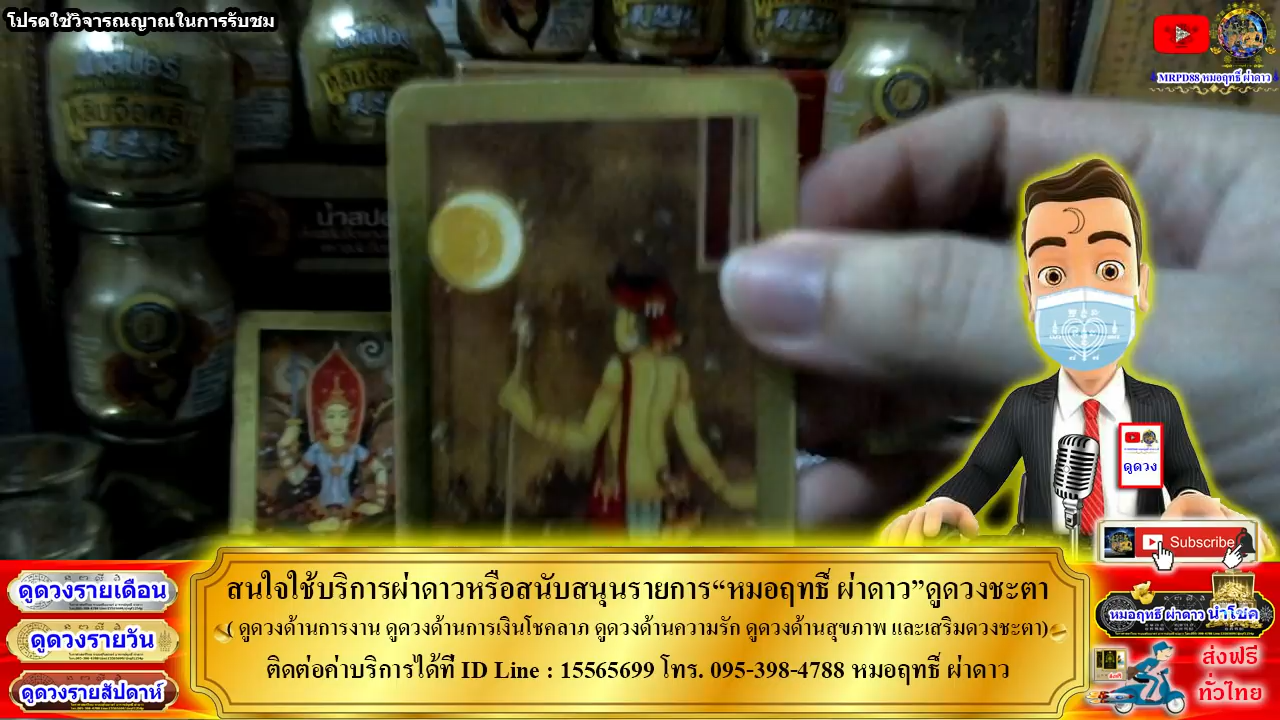 โปรดใช้วิจารณญาณในการรับชม
MRPD88 หมอฤทธิ์ ผ่าดาว
น้ำสปอร์
น้ำสปอ
ดูดวง
Subscribe
ดูดวงรายเดือน
ดูดวงรายวัน
ดูดวงรายสัปดาห์
สนใจใช้บริการผ่าดาวหรือสนับสนุนรายการ“หมอฤทธิ์ ผ่าดาว”ดูดวงชะตา
( ดูดวงด้านการงาน ดูดวงด้านการเงินโชคลาภ ดูดวงด้านความรัก ดูดวงด้านสุขภาพ และเสริมดวงชะตา)
ติดต่อค่าบริการได้ที่ ID Line : 15565699 โทร. 095-398-4788 หมอฤทธิ์ ผ่าดาว
หมอฤทธิ์ ผ่าดาว นำโชค
ส่งฟรี
ทั่วไทย